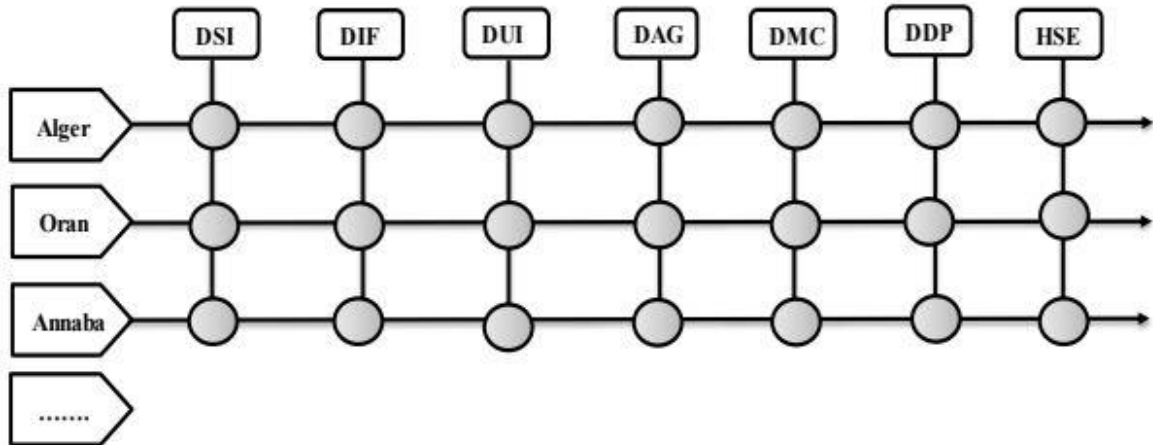 DSI DIF DUI DAG DMC DDP HSE
Alger
Oran
Annaba
.......